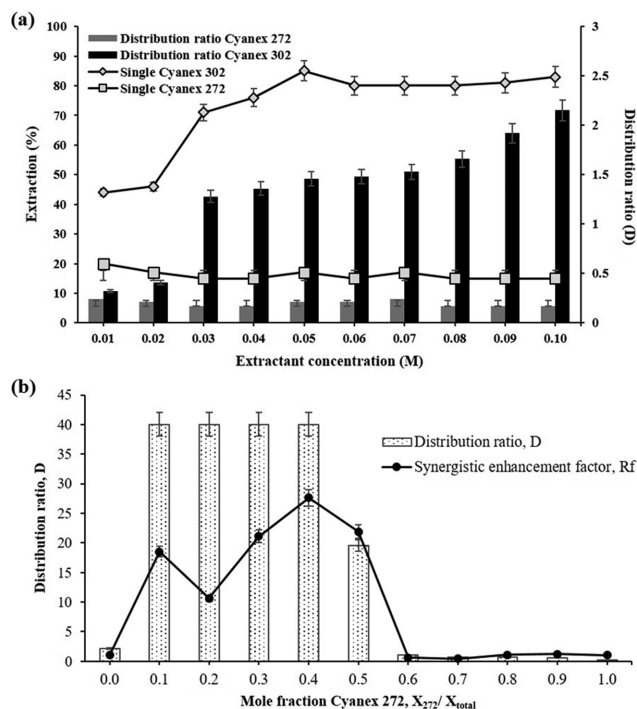 (a)
100
90
80
70
60
50
40
30
20
10
0
Extraction (%)
Distribution ratio Cyanex 272
Distribution ratio Cyanex 302
Single Cyanex 302
Single Cyanex 272
3
2.5
2
1.5
1
0.5
0
Distribution ratio (D)
0.01 0.02 0.03 0.04 0.05 0.06 0.07 0.08 0.09 0.10
Extractant concentration (M)
(b)
45
40
35
30
25
20
15
10
5
0
Distribution ratio, D
Distribution ratio, D
Synergistic enhancement factor, Rf
0.0 0.1 0.2 0.3 0.4 0.5 0.6 0.7 0.8 0.9 1.0
Mole fraction Cyanex 272, X272/ Xtotal